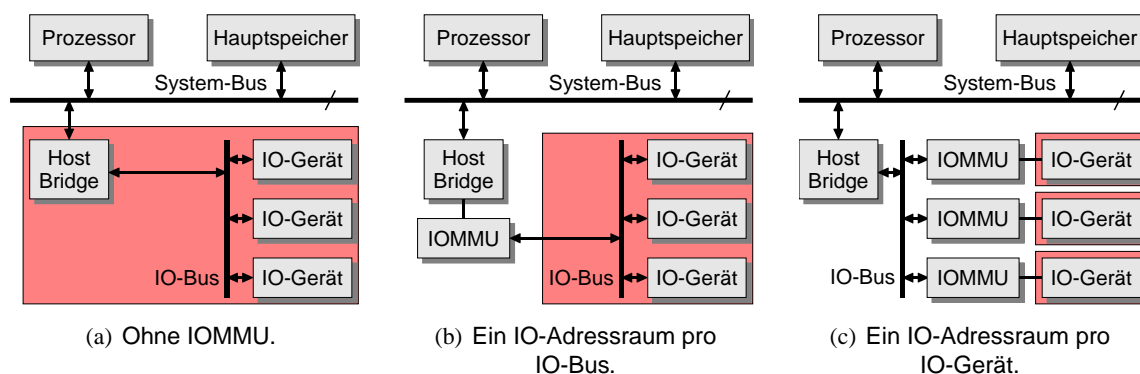 Prozessor
Hauptspeicher
System-Bus
Host
Bridge
IO-Gerät
IO-Gerät
IO-Bus
IO-Gerät
(a) Ohne IOMMU.
Prozessor
Hauptspeicher
System-Bus
Host
Bridge
IO-Gerät
IOMMU
IO-Gerät
IO-Bus
IO-Gerät
(b) Ein IO-Adressraum pro
IO-Bus.
Prozessor
Hauptspeicher
System-Bus
Host
Bridge
IOMMU
IO-Gerät
IOMMU
IO-Gerät
IO-Bus
IOMMU
IO-Gerät
(c) Ein IO-Adressraum pro
IO-Gerät.